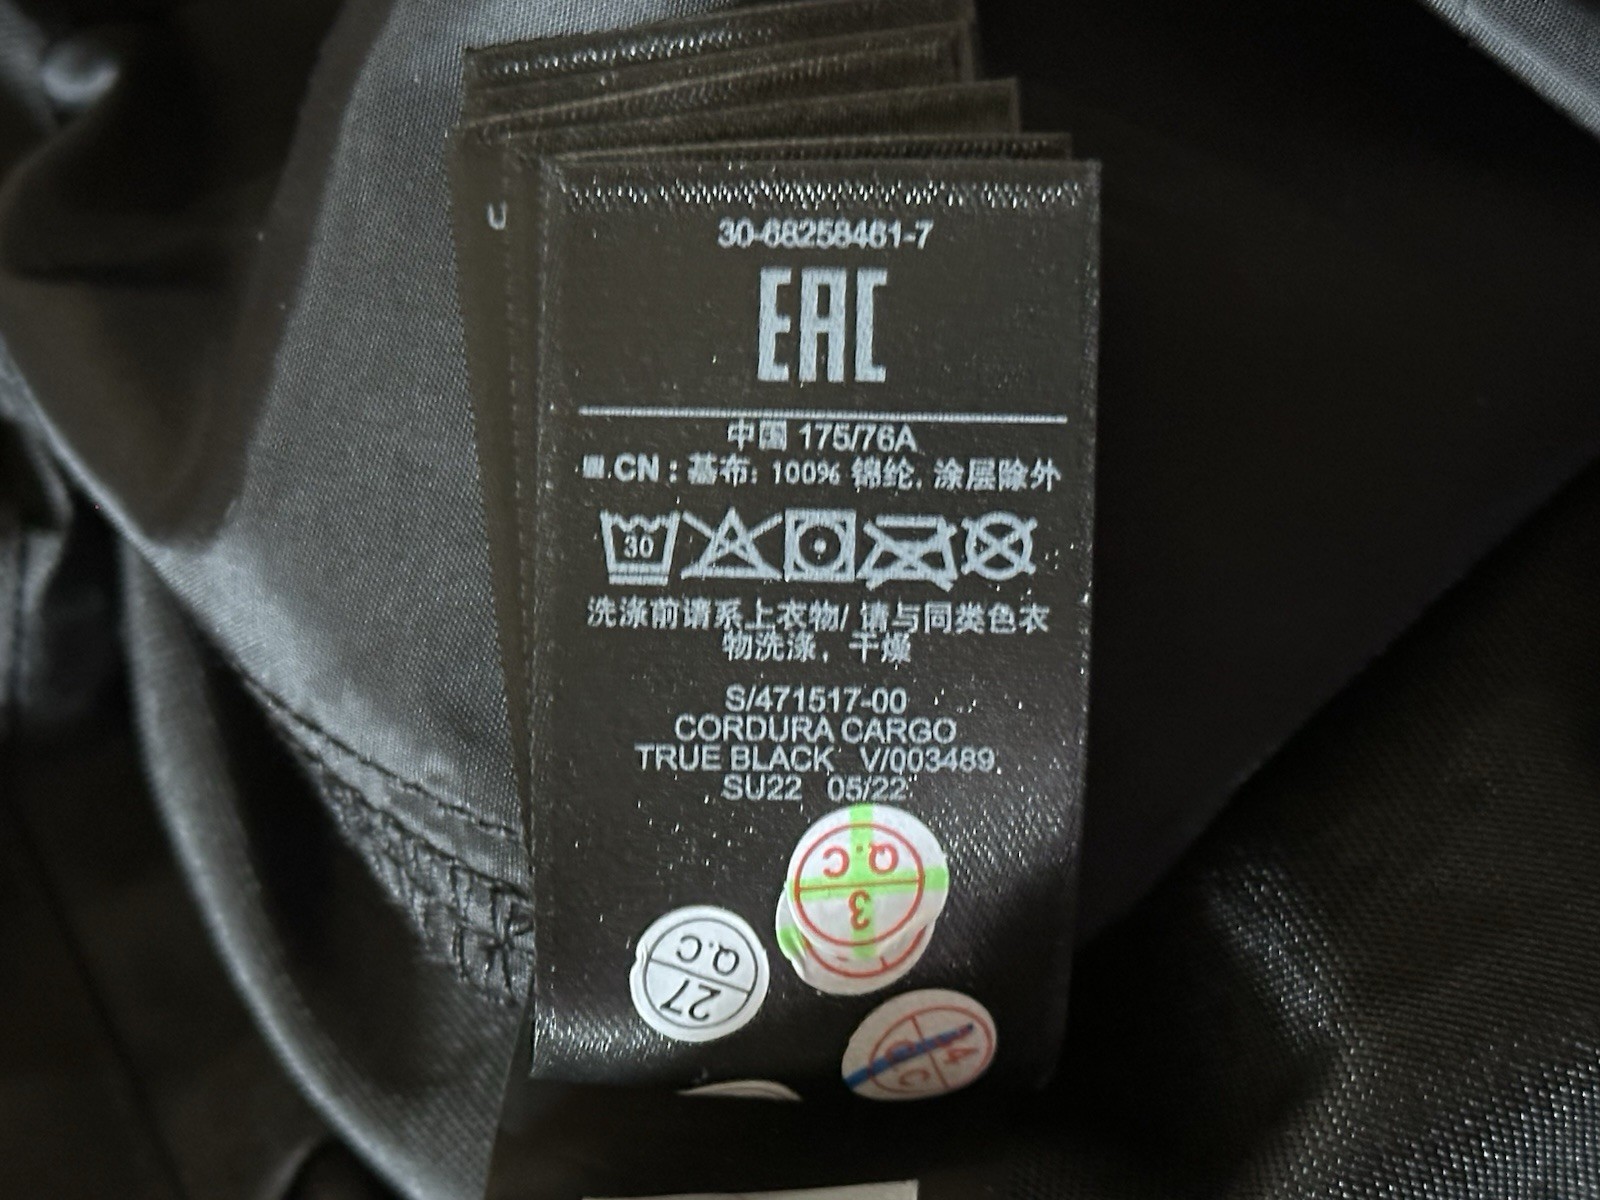 U
30-68258461-7
EAC
中国 175/76A
CN : 基布: 100% 锦纶, 涂层除外
30
洗涤前请系上衣物/ 请与同类色衣
物洗涤，干燥
S/471517-00
CORDURA CARGO
TRUE BLACK V/003489
SU22 05/22
Q.C
3
Q.C
27
14
Q.C